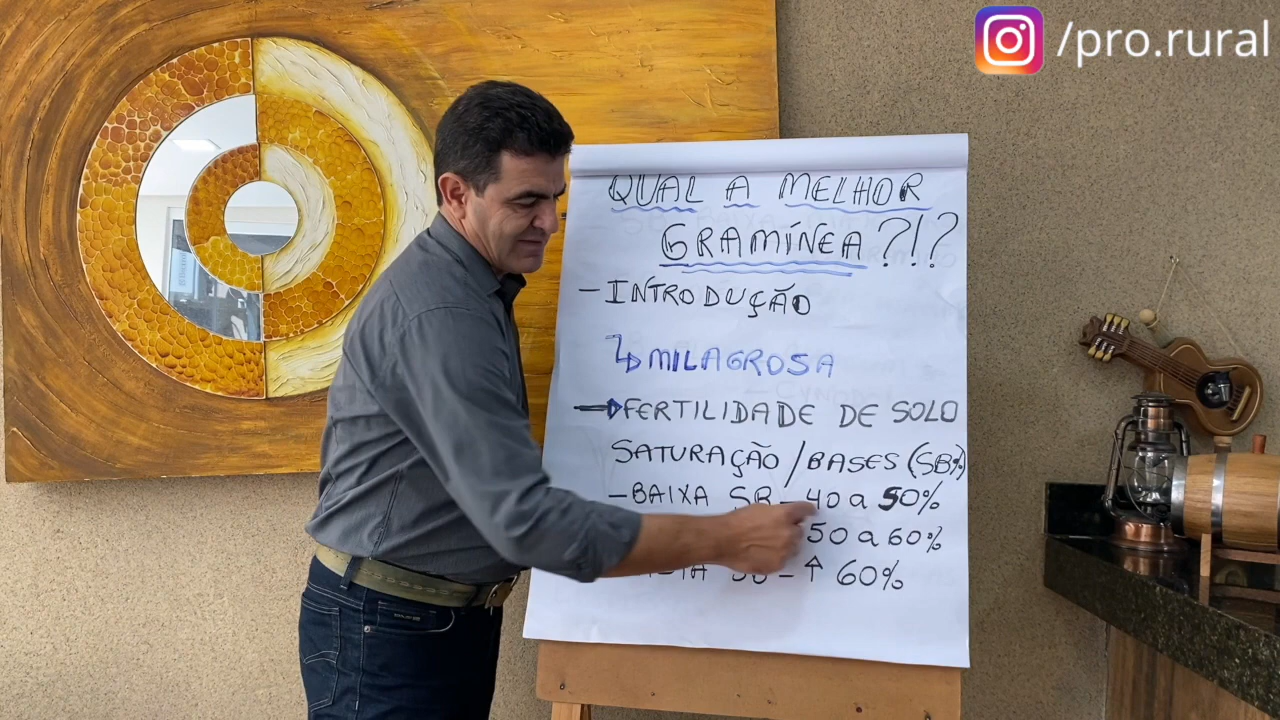 /pro.rural
QUAL A MELHOR
GRAMÍNEA?!?
- INTRODUÇÃO
MILAGROSA
FERTILIDADE DE SOLO
SATURAÇÃO/BASES (SB%)
- BAIXA SB - 40 a 50%
50 a 60%
SB - ↑ 60%